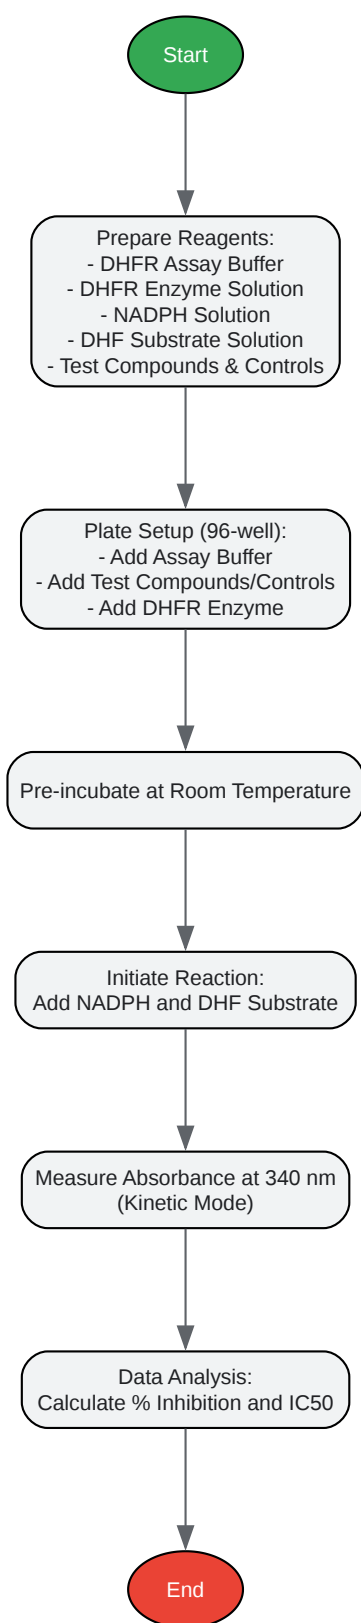 Start
Prepare Reagents:
- DHFR Assay Buffer
- DHFR Enzyme Solution
- NADPH Solution
- DHF Substrate Solution
- Test Compounds & Controls
Plate Setup (96-well):
- Add Assay Buffer
- Add Test Compounds/Controls
- Add DHFR Enzyme
Pre-incubate at Room Temperature
Initiate Reaction:
Add NADPH and DHF Substrate
Measure Absorbance at 340 nm
(Kinetic Mode)
Data Analysis:
Calculate % Inhibition and IC50
End